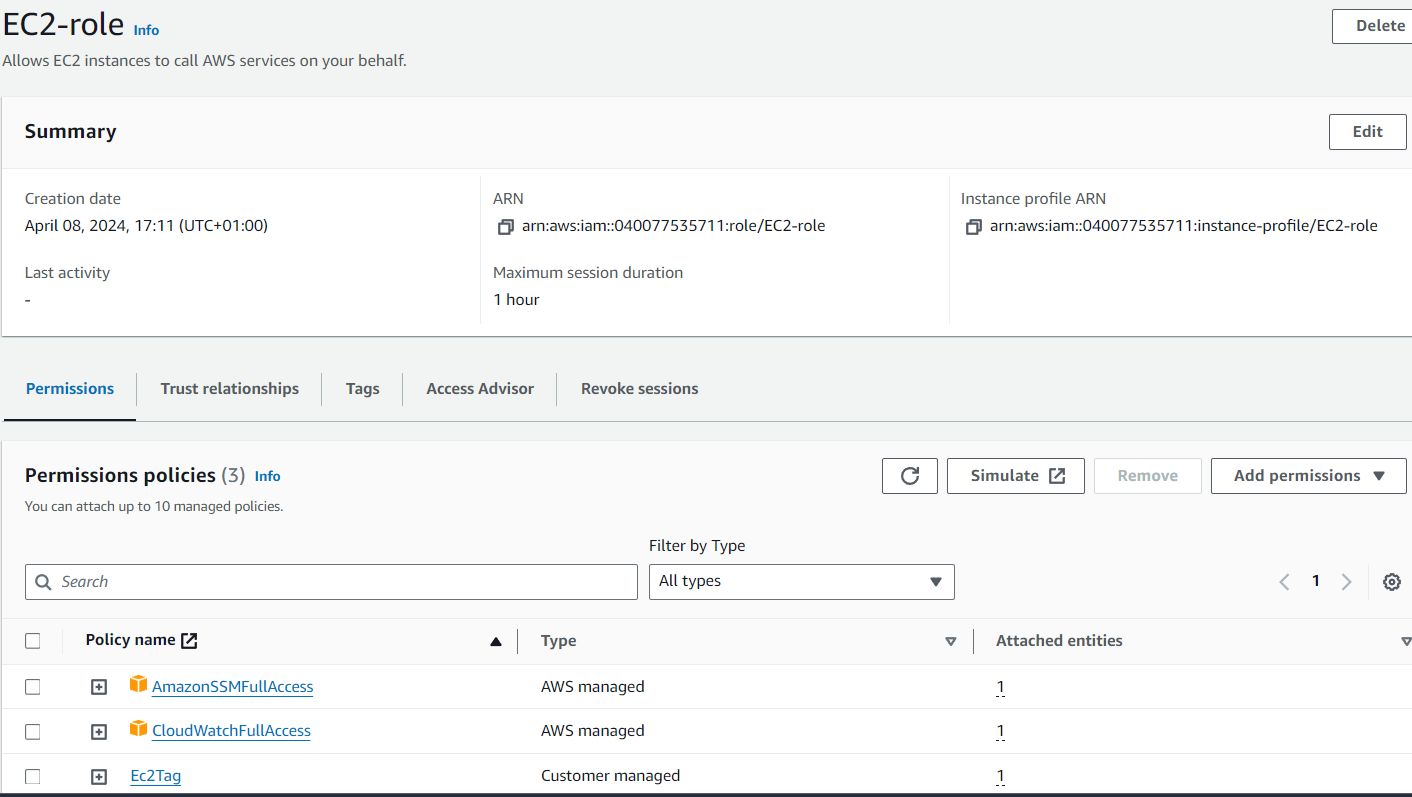 EC2-role Info
Delete
Allows EC2 instances to call AWS services on your behalf.
Summary
Edit
Creation date
April 08, 2024, 17:11 (UTC+01:00)
ARN
arn:aws:iam::040077535711:role/EC2-role
Instance profile ARN
arn:aws:iam::040077535711:instance-profile/EC2-role
Last activity
-
Maximum session duration
1 hour
Permissions
Trust relationships
Tags
Access Advisor
Revoke sessions
Permissions policies (3) Info
You can attach up to 10 managed policies.
Simulate
Remove
Add permissions
Filter by Type
Search
All types
1
Policy name
Type
Attached entities
AmazonSSMFullAccess
AWS managed
1
CloudWatchFullAccess
AWS managed
1
Ec2Tag
Customer managed
1